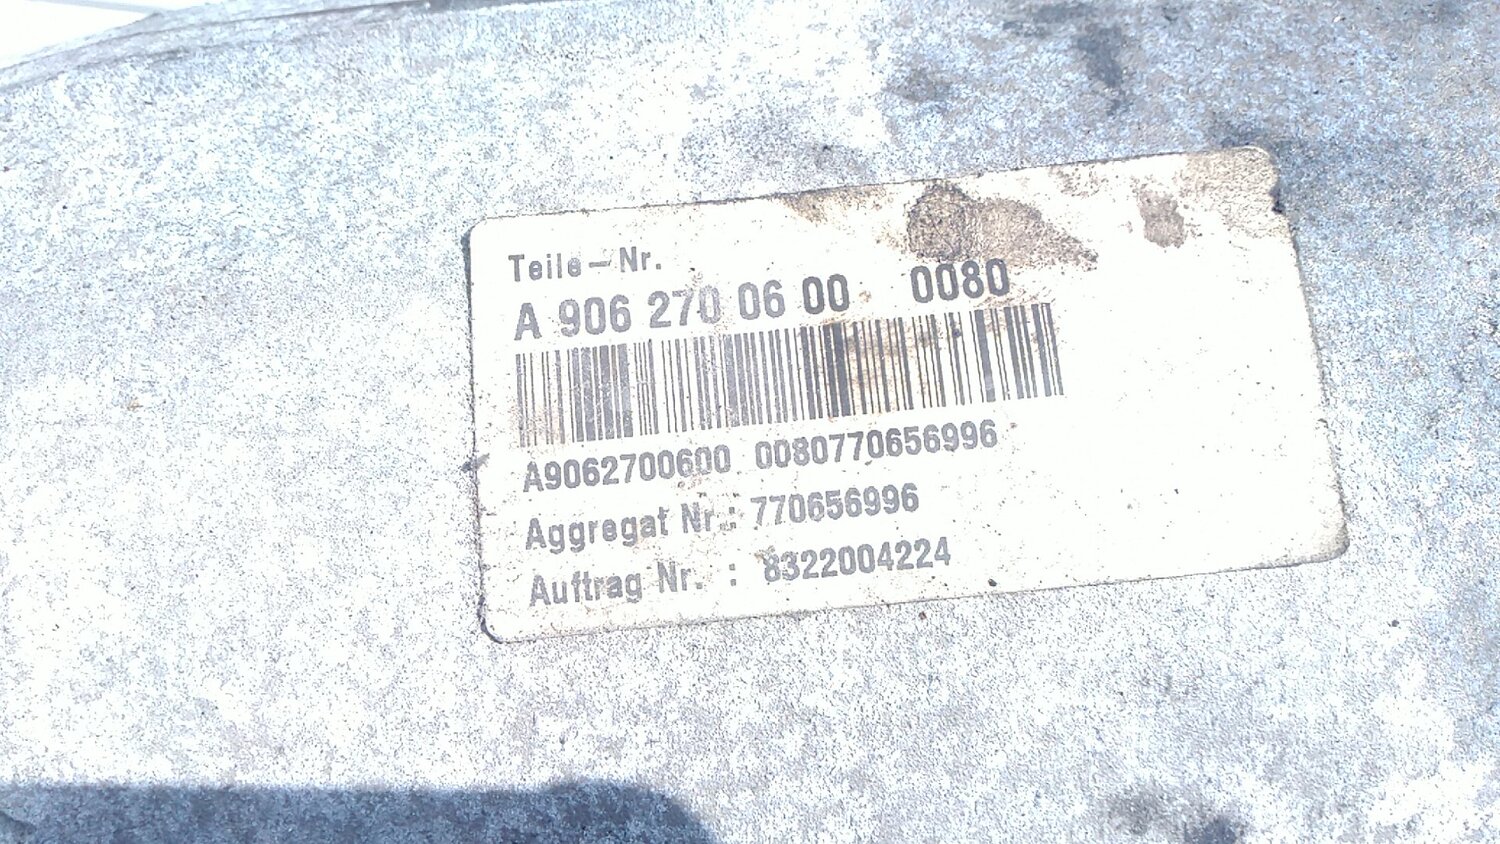 Teile-Nr.
A 906 270 06 00 0080
A9062700600 0080770656996
Aggregat Nr.: 770656996
Auftrag Nr. : 8322004224